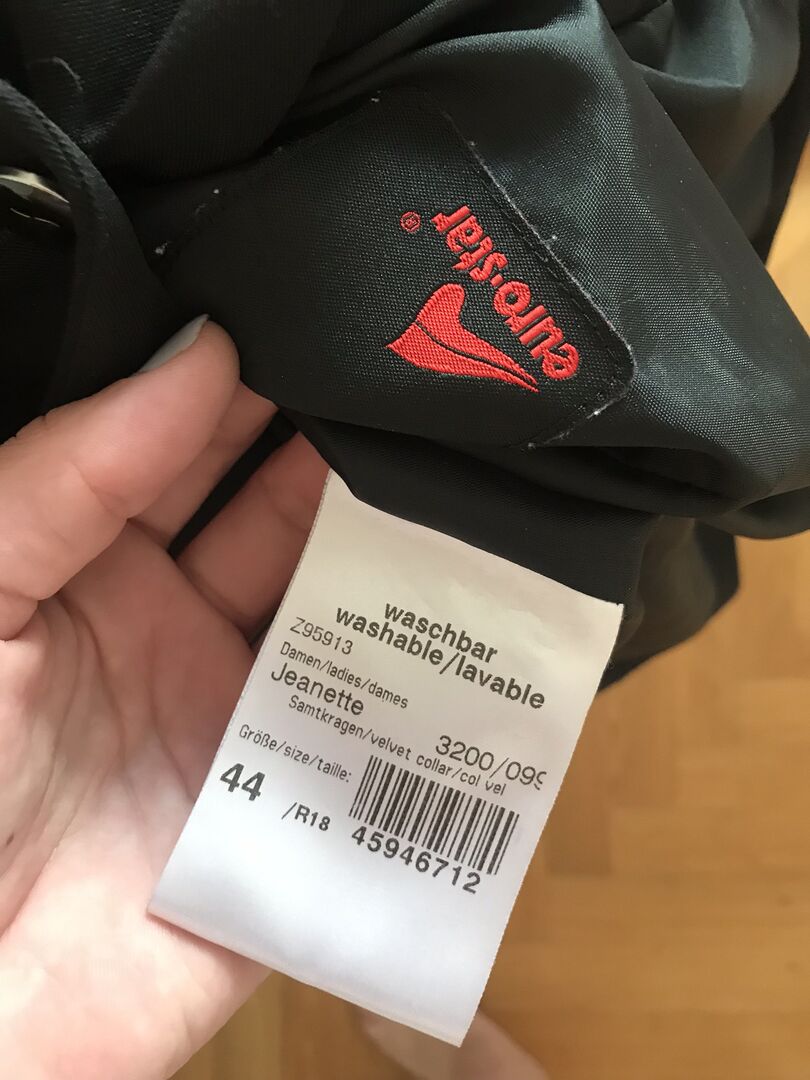 euro·star
®
waschbar
washable/lavable
Z95913
Damen/ladies/dames
Jeanette
3200/099
Samtkragen/velvet collar/col vel
Größe/size/taille:
44 /R18
45946712